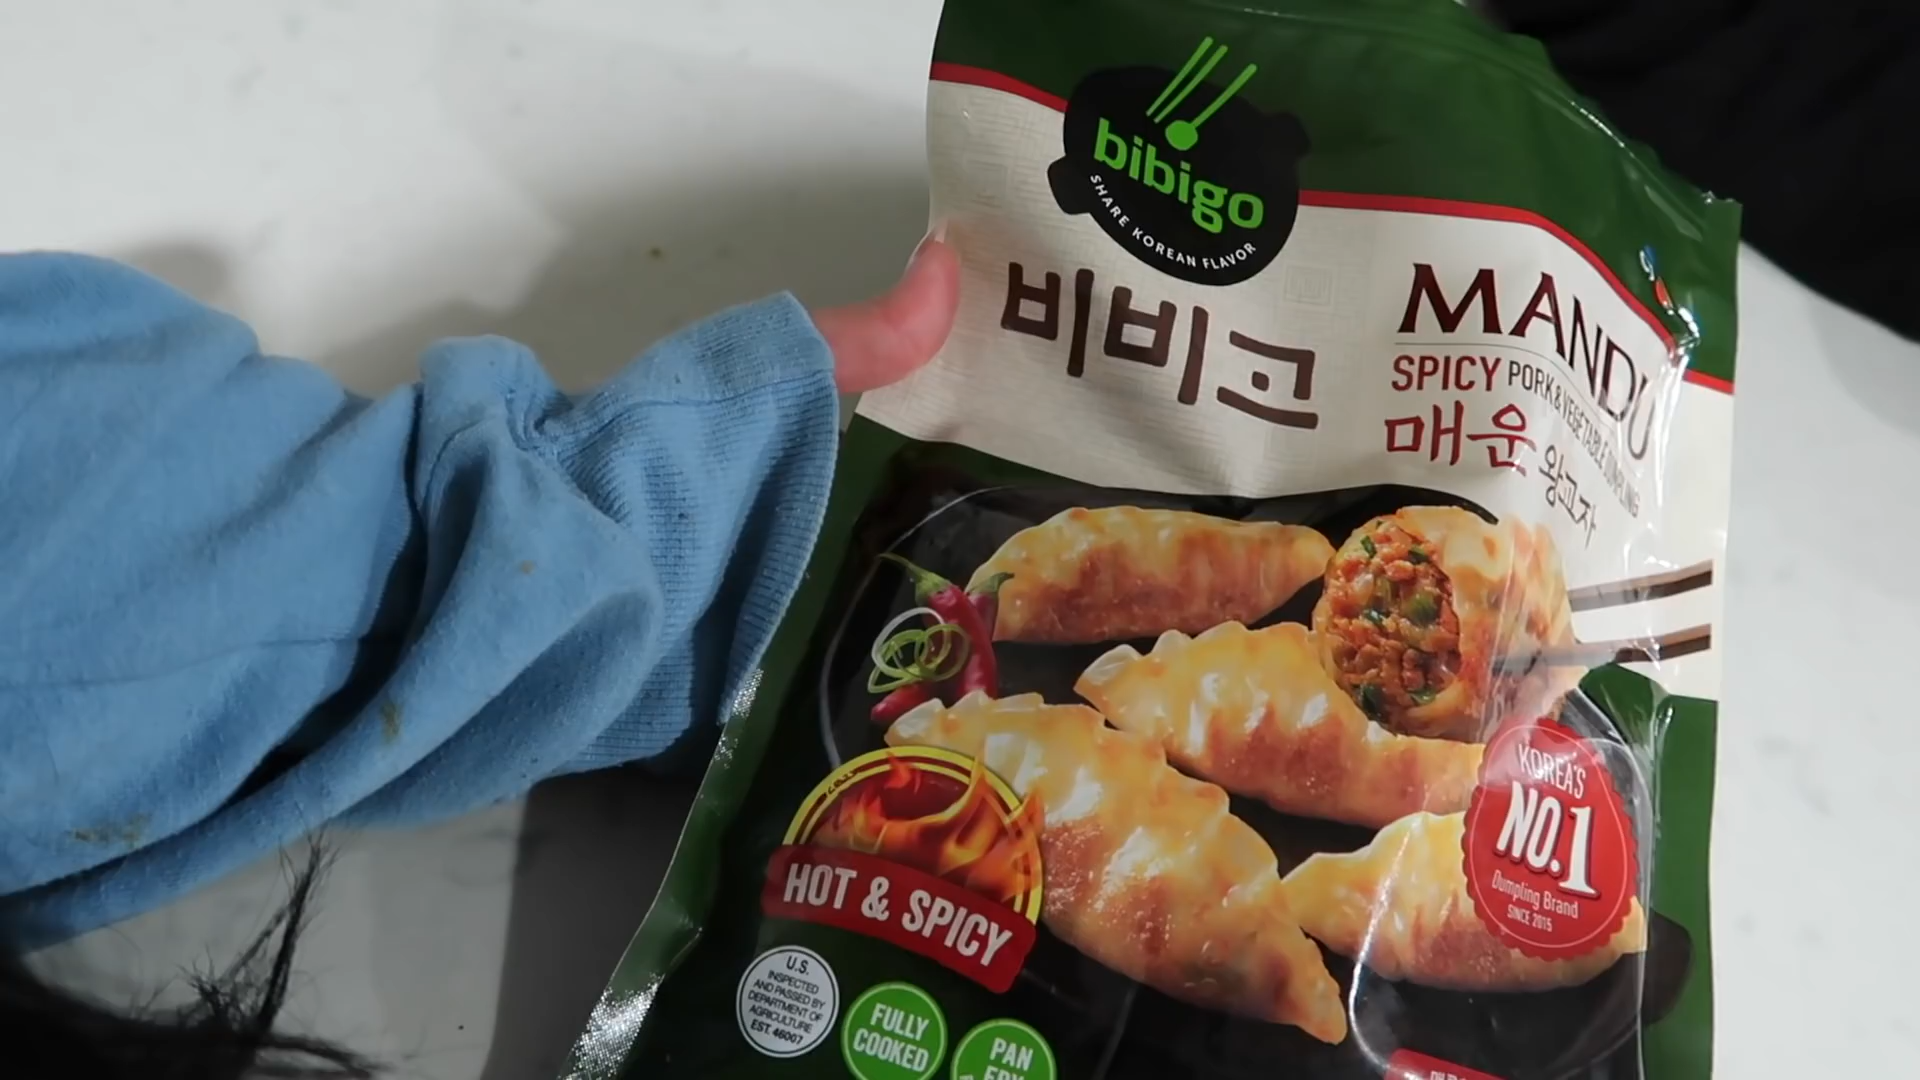 bibigo
SHARE KOREAN FLAVOR
비비고
MANDU
SPICY PORK & VEGETABLE DUMPLING
매운 왕교자
KOREA'S
NO.1
Dumpling Brand
SINCE 2015
HOT & SPICY
U.S.
INSPECTED
AND PASSED BY
DEPARTMENT OF
AGRICULTURE
EST. 46007
FULLY
COOKED
PAN
FRY